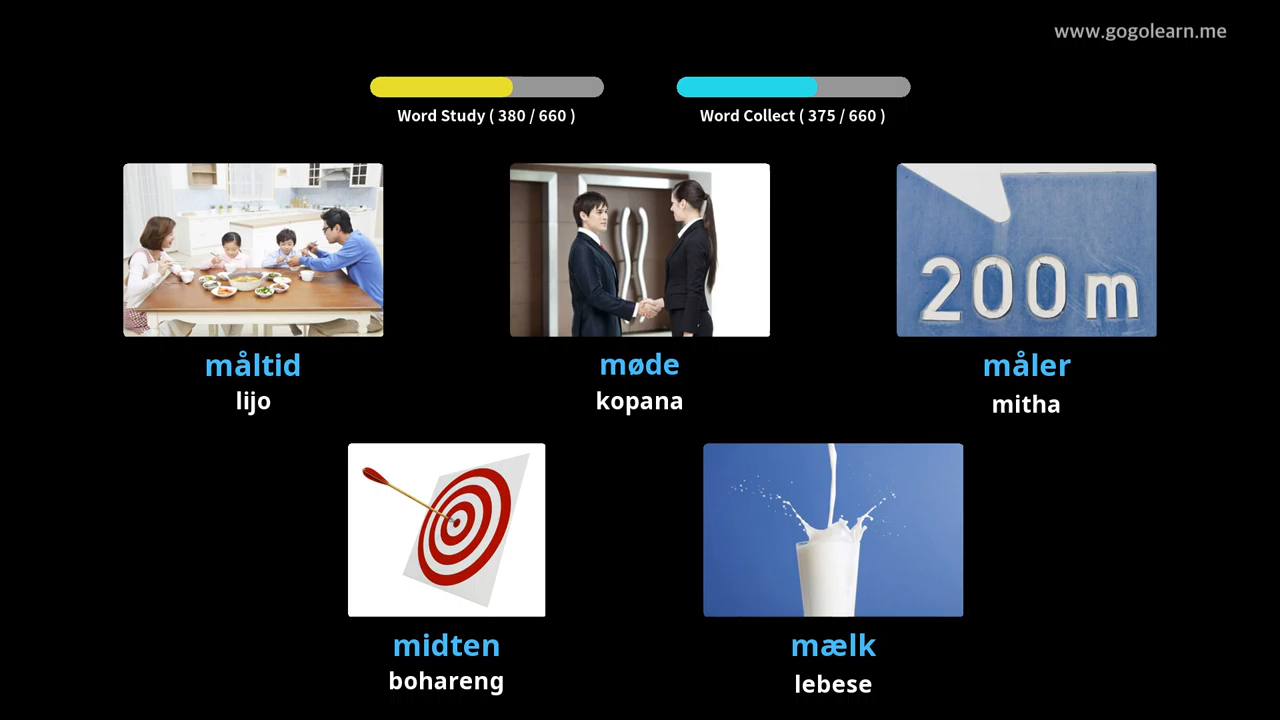 www.gogolearn.me
Word Study ( 380 / 660 )
Word Collect ( 375 / 660 )
200 m
måltid
lijo
møde
kopana
måler
mitha
midten
bohareng
mælk
lebese